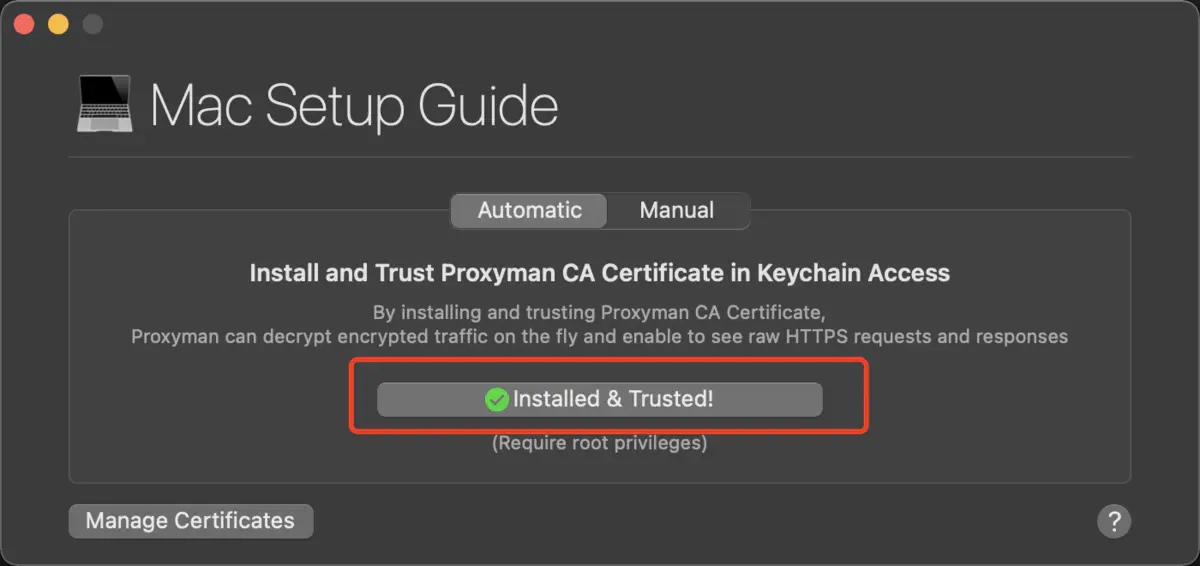 Mac Setup Guide
Automatic
Manual
Install and Trust Proxyman CA Certificate in Keychain Access
By installing and trusting Proxyman CA Certificate,
Proxyman can decrypt encrypted traffic on the fly and enable to see raw HTTPS requests and responses
Installed & Trusted!
(Require root privileges)
Manage Certificates
?